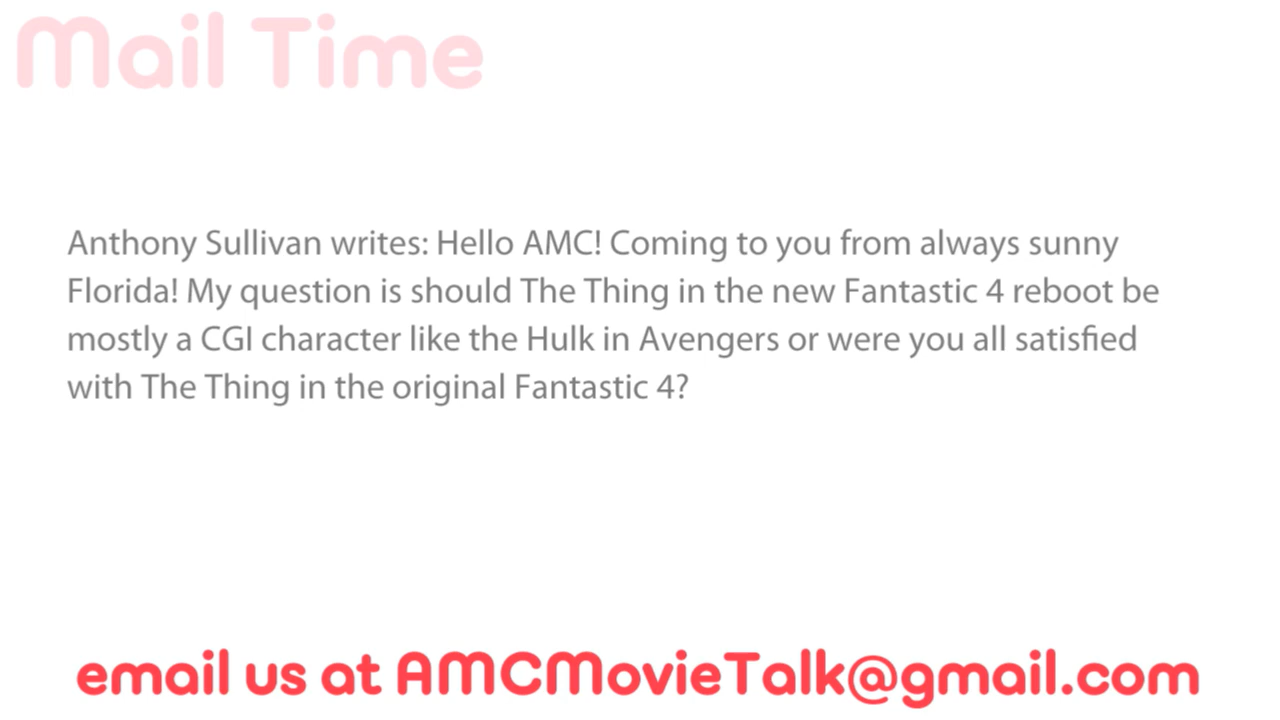 Mail Time
Anthony Sullivan writes: Hello AMC! Coming to you from always sunny
Florida! My question is should The Thing in the new Fantastic 4 reboot be
mostly a CGI character like the Hulk in Avengers or were you all satisfied
with The Thing in the original Fantastic 4?
email us at AMCMovieTalk@gmail.com